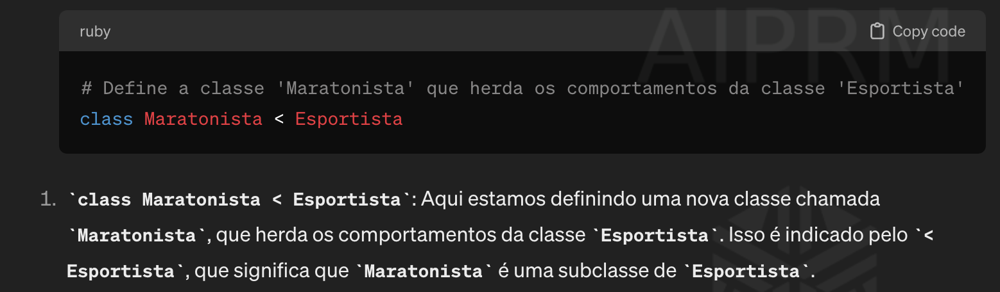 AIPRM
ruby
Copy code
# Define a classe 'Maratonista' que herda os comportamentos da classe 'Esportista'
class Maratonista < Esportista
1. `class Maratonista < Esportista`: Aqui estamos definindo uma nova classe chamada
`Maratonista`, que herda os comportamentos da classe `Esportista`. Isso é indicado pelo `<
Esportista`, que significa que `Maratonista` é uma subclasse de `Esportista`.